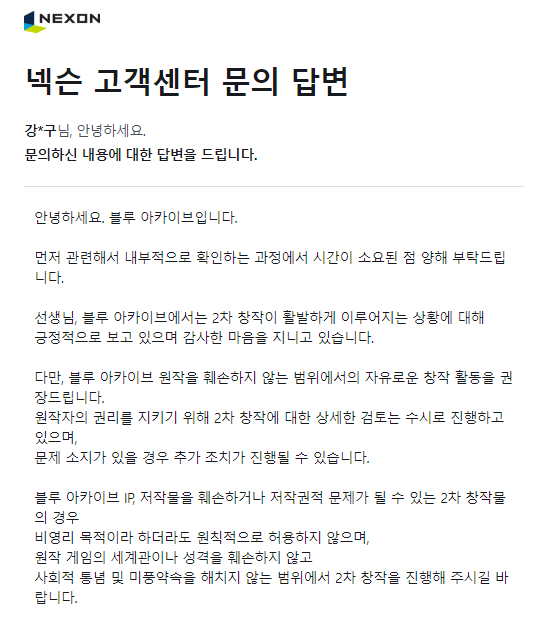 NEXON
넥슨 고객센터 문의 답변
강*구님, 안녕하세요.
문의하신 내용에 대한 답변을 드립니다.
안녕하세요. 블루 아카이브입니다.
먼저 관련해서 내부적으로 확인하는 과정에서 시간이 소요된 점 양해 부탁드립
니다.
선생님, 블루 아카이브에서는 2차 창작이 활발하게 이루어지는 상황에 대해
긍정적으로 보고 있으며 감사한 마음을 지니고 있습니다.
다만, 블루 아카이브 원작을 훼손하지 않는 범위에서의 자유로운 창작 활동을 권
장드립니다.
원작자의 권리를 지키기 위해 2차 창작에 대한 상세한 검토는 수시로 진행하고
있으며,
문제 소지가 있을 경우 추가 조치가 진행될 수 있습니다.
블루 아카이브 IP, 저작물을 훼손하거나 저작권적 문제가 될 수 있는 2차 창작물
의 경우
비영리 목적이라 하더라도 원칙적으로 허용하지 않으며,
원작 게임의 세계관이나 성격을 훼손하지 않고
사회적 통념 및 미풍약속을 해치지 않는 범위에서 2차 창작을 진행해 주시길 바
랍니다.